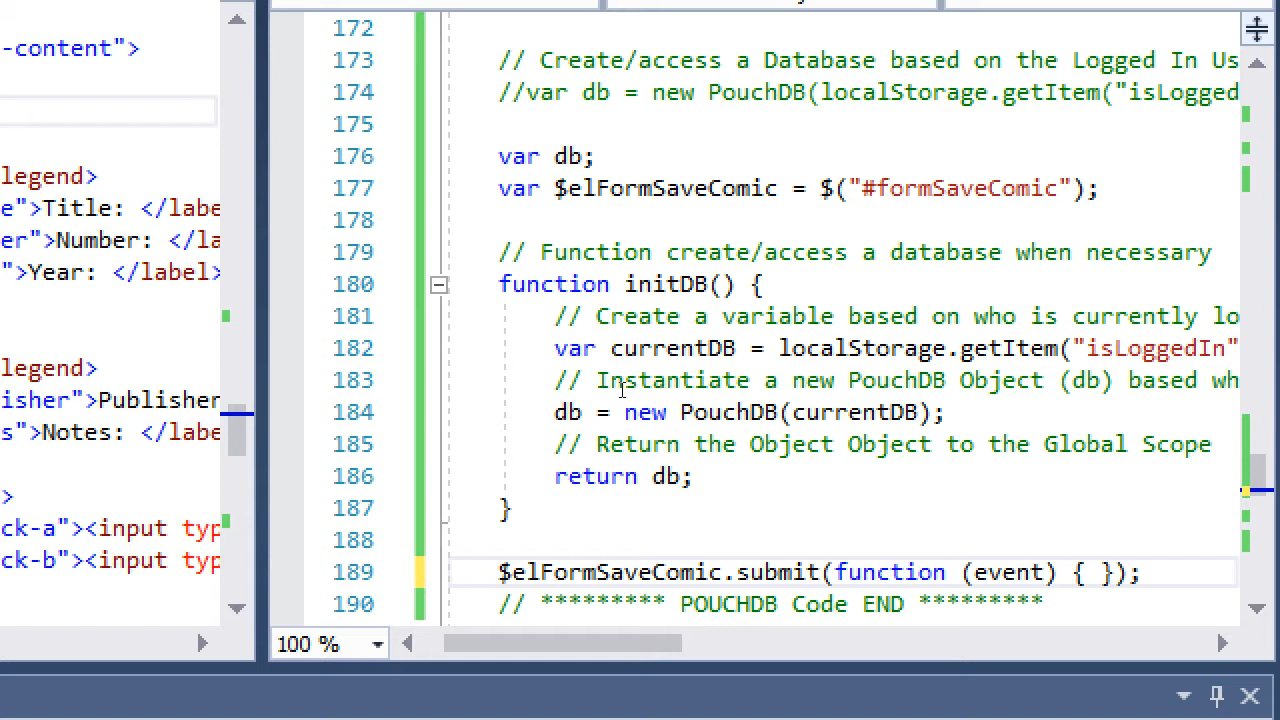 -content">
legend>
e">Title: </labe
er">Number: </la
">Year: </label>
legend>
isher">Publisher
s">Notes: </labe
>
ck-a"><input typ
ck-b"><input typ
172
173 // Create/access a Database based on the Logged In Us
174 //var db = new PouchDB(localStorage.getItem("isLogged
175
176 var db;
177 var $elFormSaveComic = $("#formSaveComic");
178
179 // Function create/access a database when necessary
180 function initDB() {
181 // Create a variable based on who is currently lo
182 var currentDB = localStorage.getItem("isLoggedIn"
183 // Instantiate a new PouchDB Object (db) based wh
184 db = new PouchDB(currentDB);
185 // Return the Object Object to the Global Scope
186 return db;
187 }
188
189 $elFormSaveComic.submit(function (event) { });
190 // ********* POUCHDB Code END *********
100 %